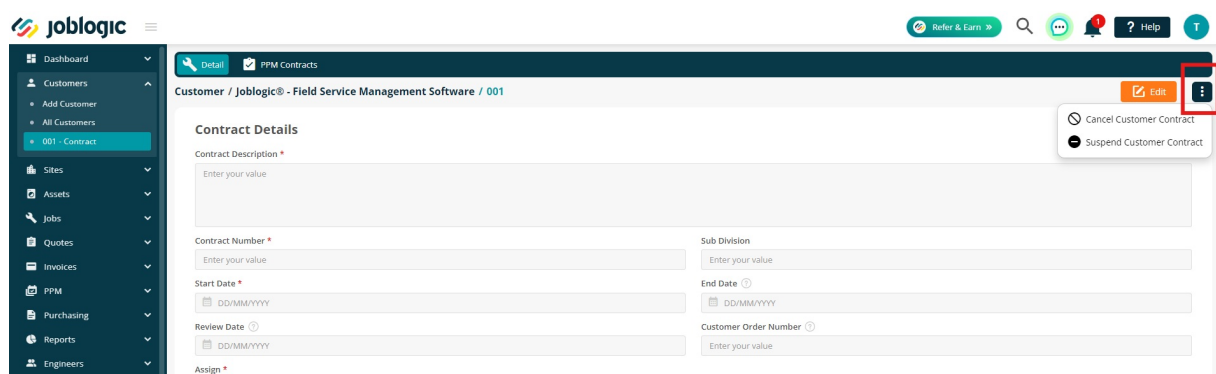 joblogic
Refer & Earn »
1
? Help
T
Dashboard
Customers
Add Customer
All Customers
001 - Contract
Sites
Assets
Jobs
Quotes
Invoices
PPM
Purchasing
Reports
Engineers
Detail
PPM Contracts
Customer / Joblogic® - Field Service Management Software / 001
Edit
Cancel Customer Contract
Suspend Customer Contract
Contract Details
Contract Description *
Enter your value
Contract Number *
Sub Division
Enter your value
Enter your value
Start Date *
End Date ?
DD/MM/YYYY
DD/MM/YYYY
Review Date ?
Customer Order Number ?
DD/MM/YYYY
Enter your value
Assign *